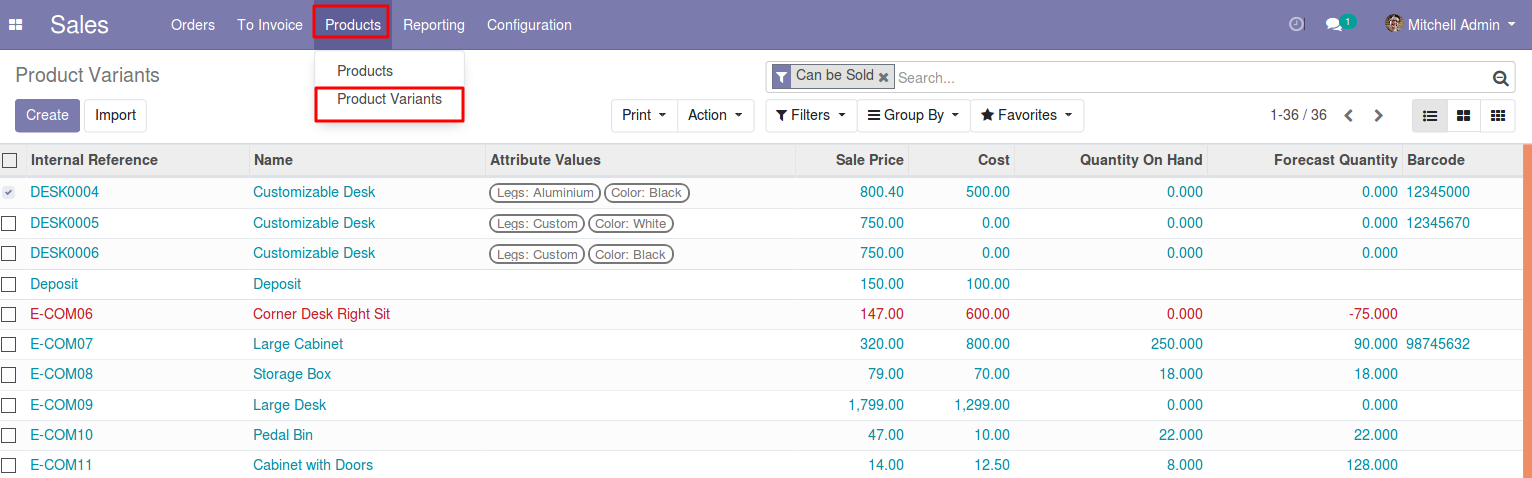 Sales Orders To Invoice Products Reporting Configuration 1 Mitchell Admin
Products
Product Variants
Product Variants
Can be Sold Search...
Create Import Print Action Filters Group By Favorites 1-36 / 36
Internal Reference Name Attribute Values Sale Price Cost Quantity On Hand Forecast Quantity Barcode
DESK0004 Customizable Desk Legs: Aluminium Color: Black 800.40 500.00 0.000 0.000 12345000
DESK0005 Customizable Desk Legs: Custom Color: White 750.00 0.00 0.000 0.000 12345670
DESK0006 Customizable Desk Legs: Custom Color: Black 750.00 0.00 0.000 0.000
Deposit Deposit 150.00 100.00
E-COM06 Corner Desk Right Sit 147.00 600.00 0.000 -75.000
E-COM07 Large Cabinet 320.00 800.00 250.000 90.000 98745632
E-COM08 Storage Box 79.00 70.00 18.000 18.000
E-COM09 Large Desk 1,799.00 1,299.00 0.000 0.000
E-COM10 Pedal Bin 47.00 10.00 22.000 22.000
E-COM11 Cabinet with Doors 14.00 12.50 8.000 128.000